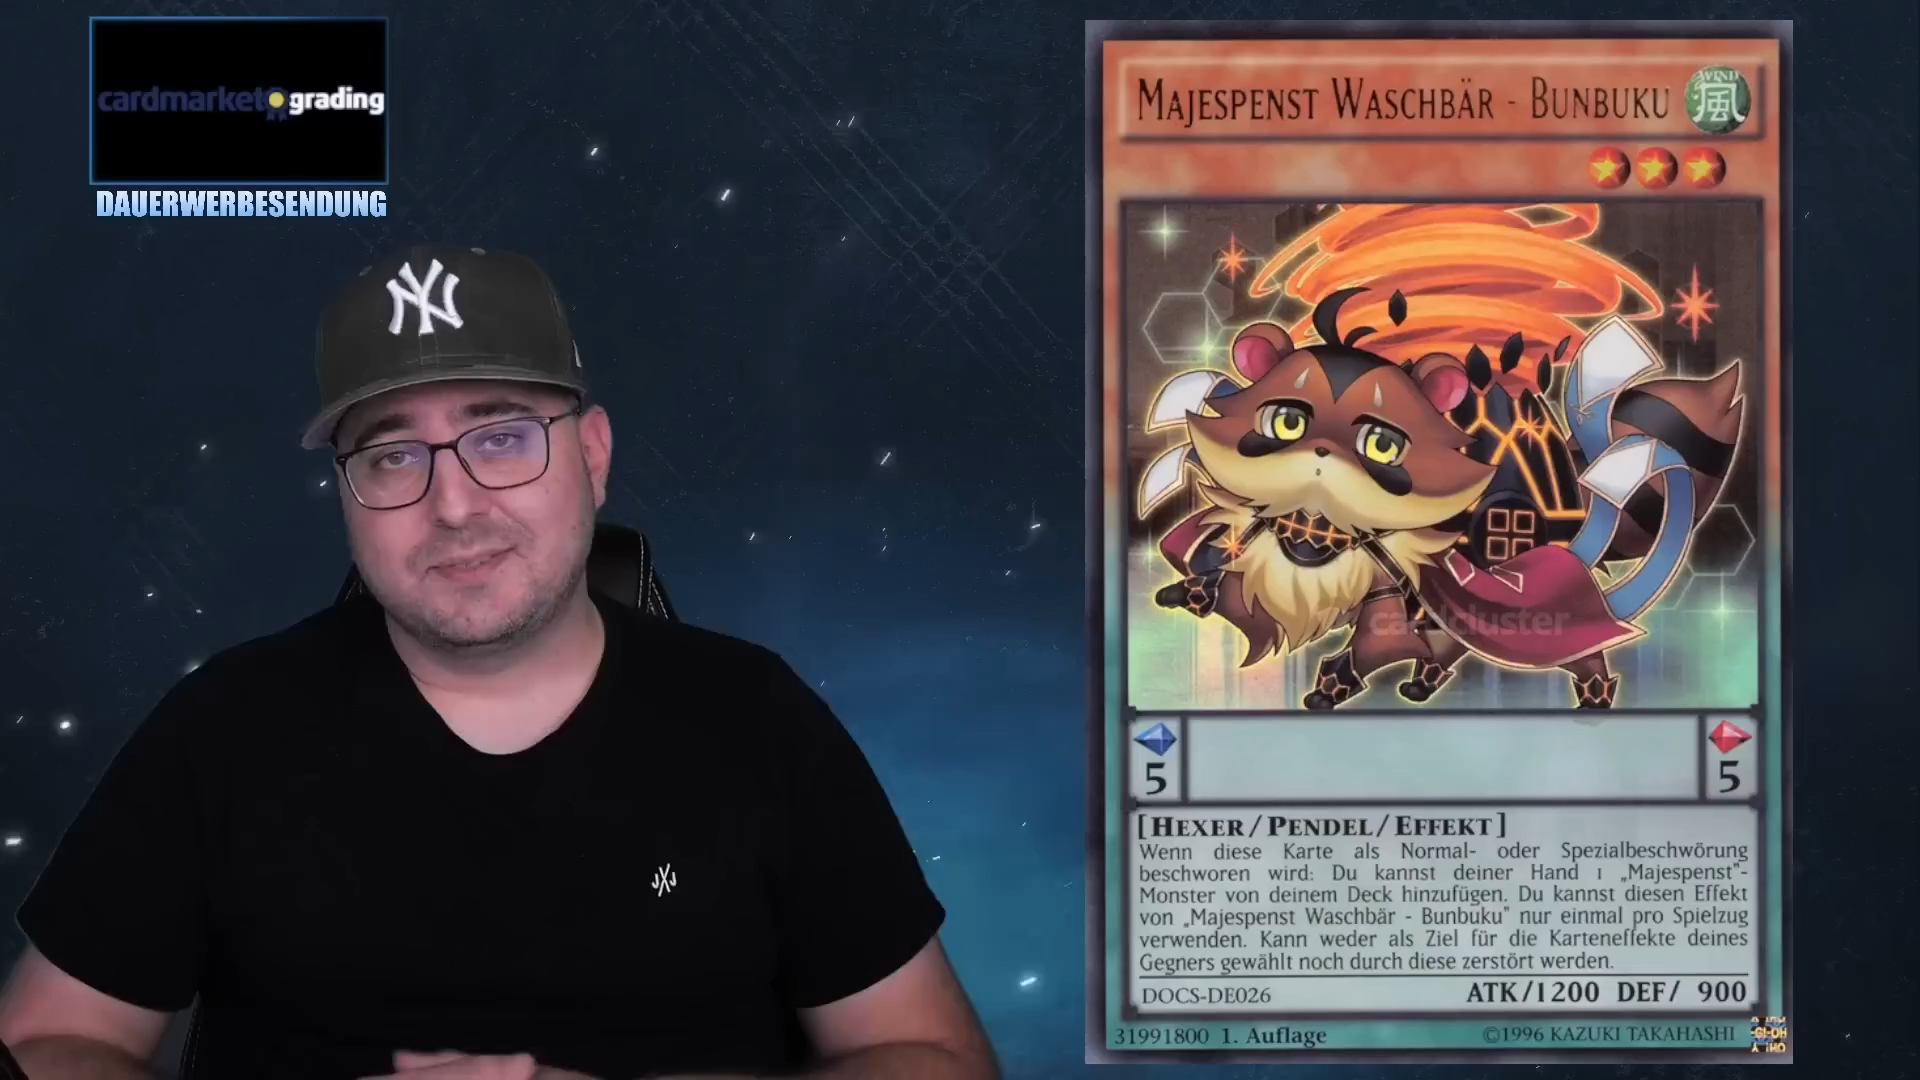 cardmarket grading
DAUERWERBESENDUNG
NY
JXJ
MAJESPENST WASCHBÄR - BUNBUKU
WIND
風
5
5
[HEXER/PENDEL/EFFEKT]
Wenn diese Karte als Normal- oder Spezialbeschwörung
beschworen wird: Du kannst deiner Hand 1 „Majespenst"-
Monster von deinem Deck hinzufügen. Du kannst diesen Effekt
von „Majespenst Waschbär - Bunbuku" nur einmal pro Spielzug
verwenden. Kann weder als Ziel für die Karteneffekte deines
Gegners gewählt noch durch diese zerstört werden.
cardcluster
DOCS-DE026
ATK/1200 DEF/ 900
31991800 1. Auflage
©1996 KAZUKI TAKAHASHI